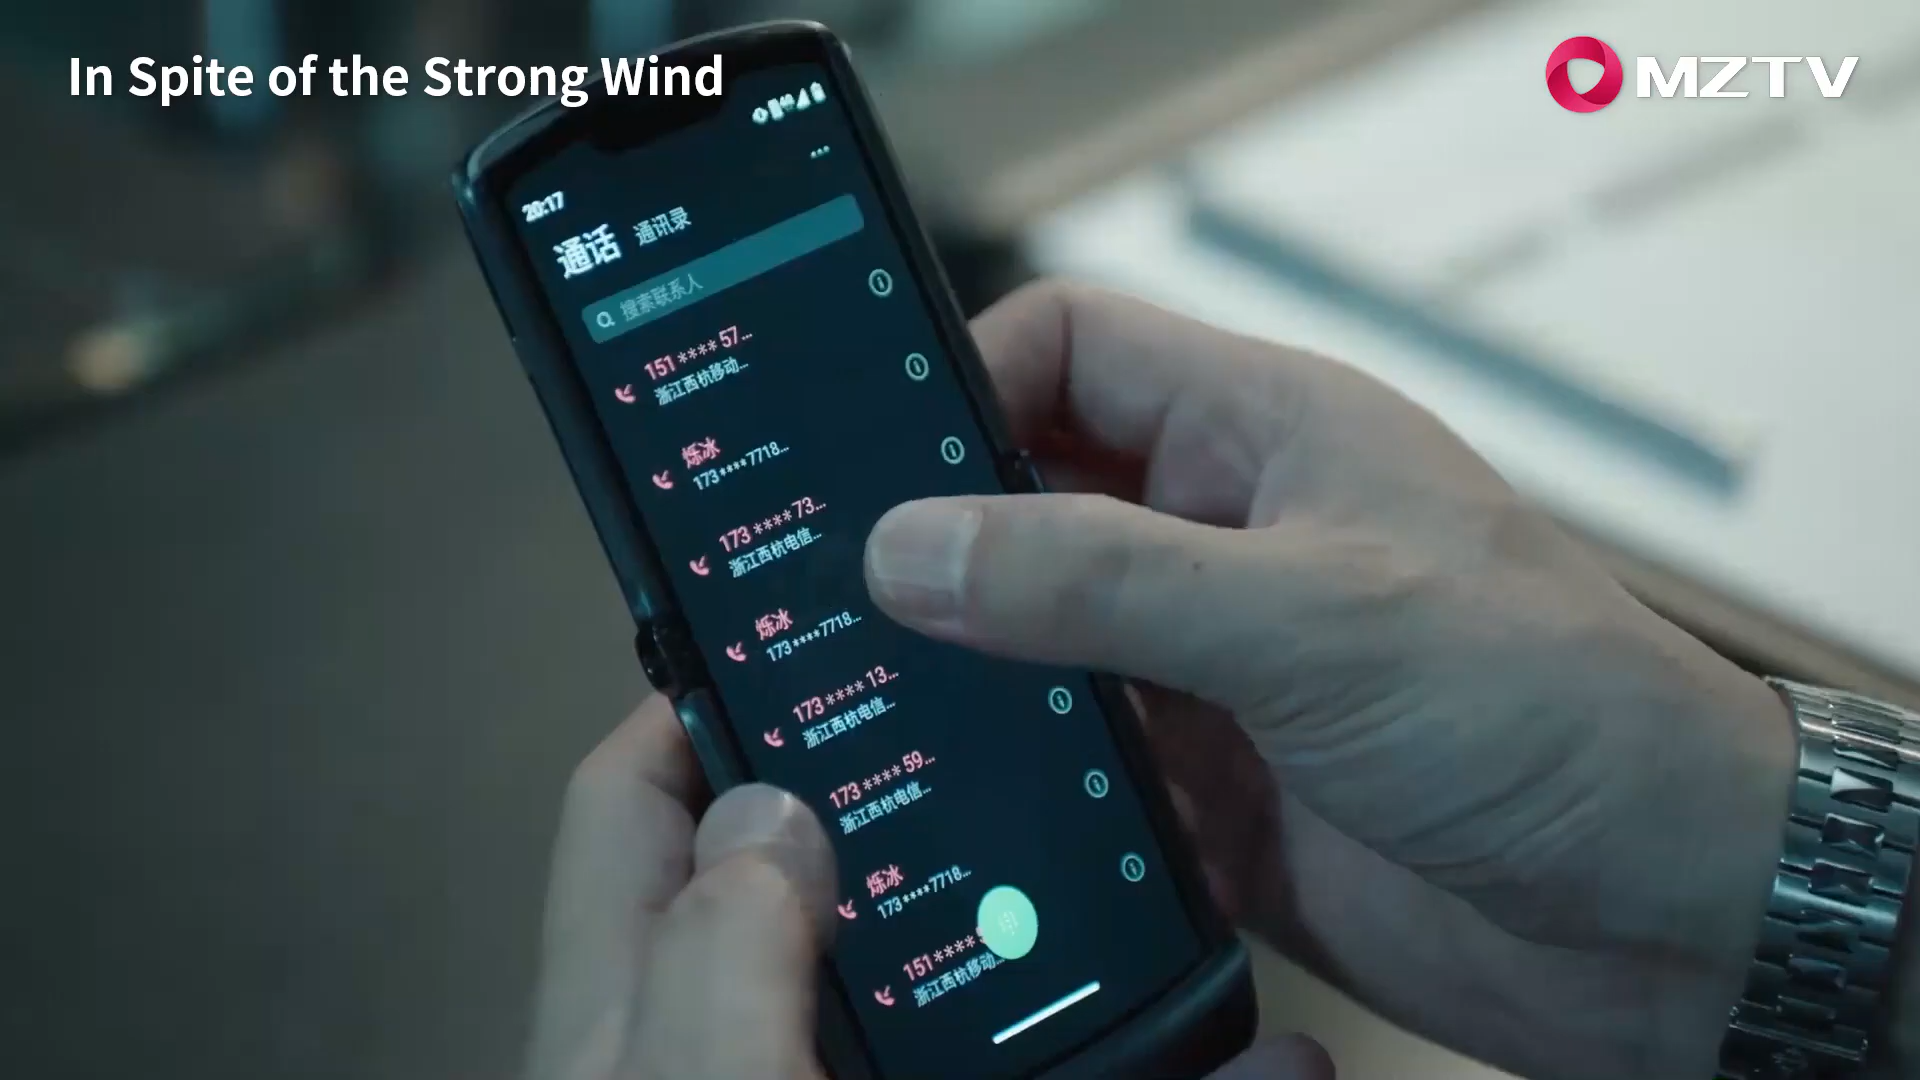 In Spite of the Strong Wind
MZTV
20:17
通话 通讯录
搜索联系人
151 **** 57...
浙江西杭移动...
烁冰
173****7718...
173 **** 73...
浙江西杭电信...
烁冰
173****7718...
173 **** 13...
浙江西杭电信...
173 **** 59...
浙江西杭电信...
烁冰
173****7718...
151****
浙江西杭移动...